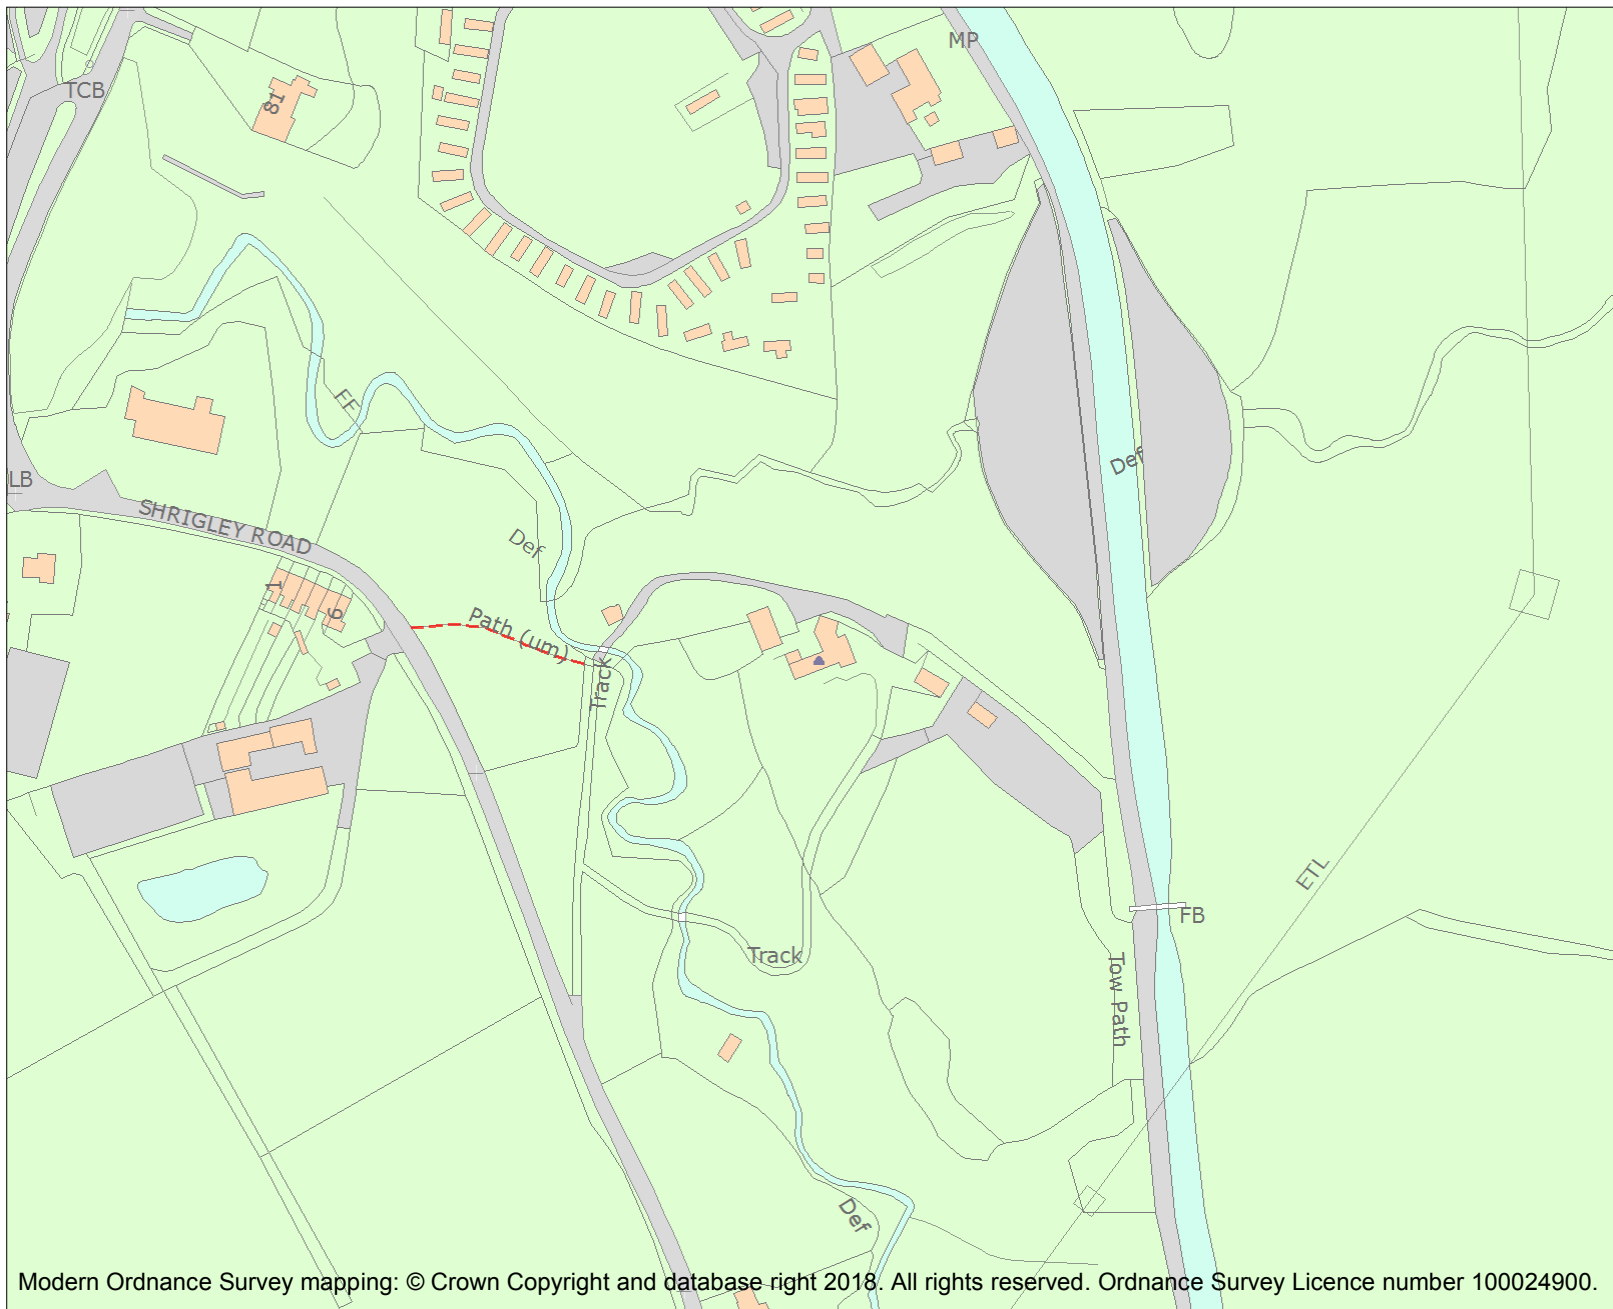 MP
TCB
81
FF
Def
LB
SHRIGLEY ROAD
Def
1
6
Path (um)
Track
ETL
FB
Track
Tow Path
Def
Modern Ordnance Survey mapping: © Crown Copyright and database right 2018. All rights reserved. Ordnance Survey Licence number 100024900.